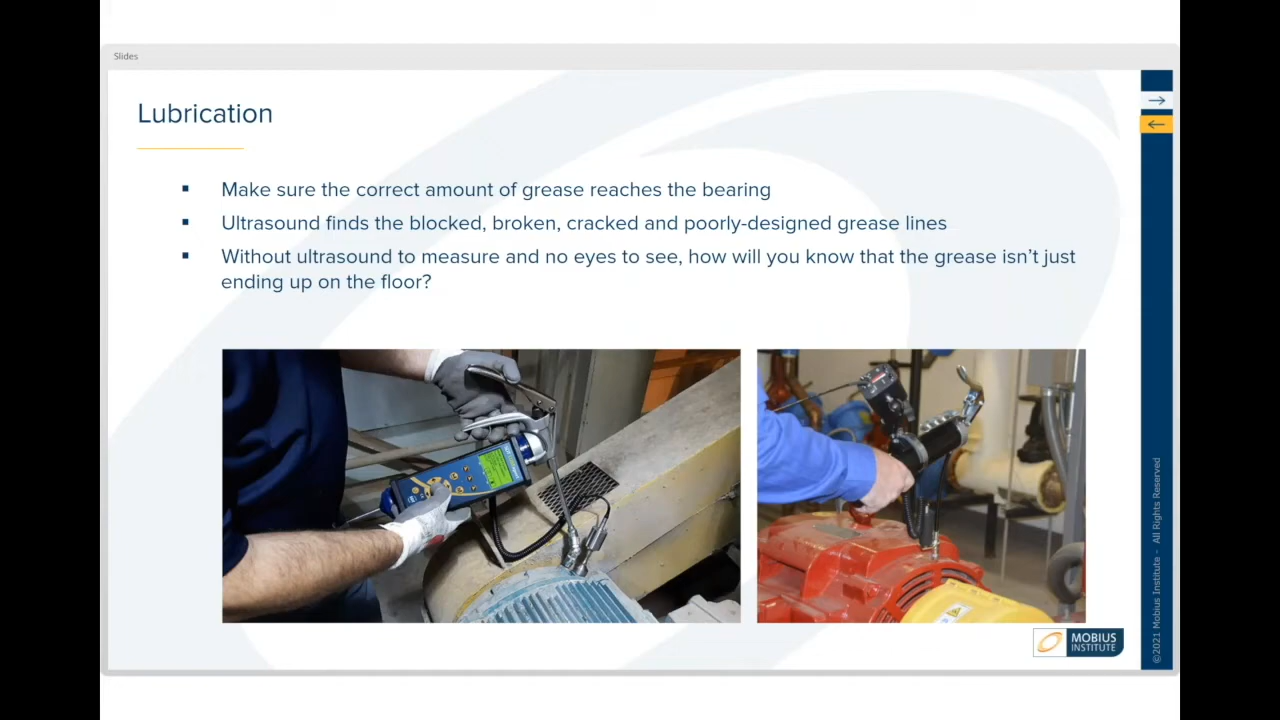 Slides
Lubrication
▪ Make sure the correct amount of grease reaches the bearing
▪ Ultrasound finds the blocked, broken, cracked and poorly-designed grease lines
▪ Without ultrasound to measure and no eyes to see, how will you know that the grease isn’t just
ending up on the floor?
MOBIUS
INSTITUTE
©2021 Mobius Institute - All Rights Reserved